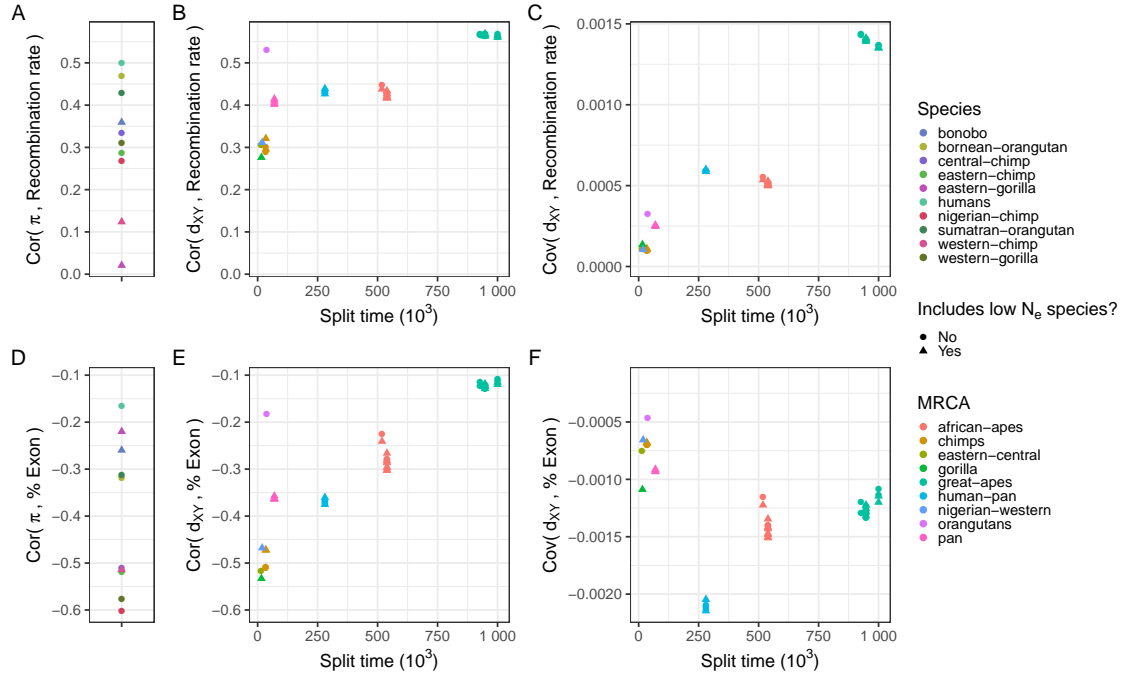 A
B
C
Cor( π , Recombination rate )
0.5
0.4
0.3
0.2
0.1
0.0
Cor( dXY , Recombination rate )
0.5
0.4
0.3
0.2
0.1
0.0
0
250
500
750
1 000
Split time (10³)
Cov( dXY , Recombination rate )
0.0015
0.0010
0.0005
0.0000
0
250
500
750
1 000
Split time (10³)
D
E
F
Cor( π , % Exon )
−0.1
−0.2
−0.3
−0.4
−0.5
−0.6
Cor( dXY , % Exon )
−0.1
−0.2
−0.3
−0.4
−0.5
−0.6
0
250
500
750
1 000
Split time (10³)
Cov( dXY , % Exon )
−0.0005
−0.0010
−0.0015
−0.0020
0
250
500
750
1 000
Split time (10³)
Species
bonobo
bornean−orangutan
central−chimp
eastern−chimp
eastern−gorilla
humans
nigerian−chimp
sumatran−orangutan
western−chimp
western−gorilla
Includes low Ne species?
No
Yes
MRCA
african−apes
chimps
eastern−central
gorilla
great−apes
human−pan
nigerian−western
orangutans
pan